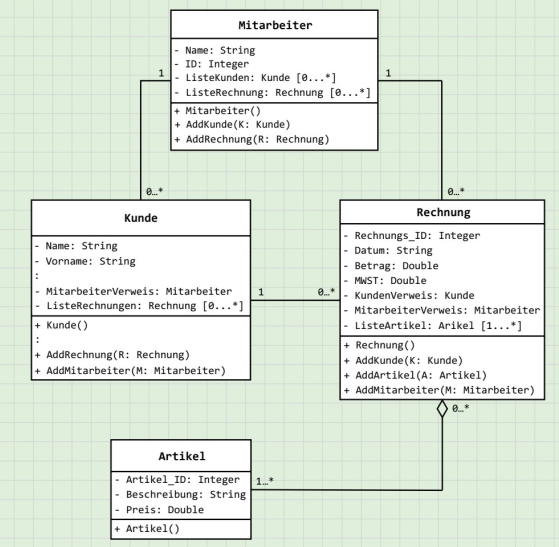 Mitarbeiter
- Name: String
- ID: Integer
- ListeKunden: Kunde [0...*]
- ListeRechnung: Rechnung [0...*]
+ Mitarbeiter()
+ AddKunde(K: Kunde)
+ AddRechnung(R: Rechnung)
1
1
0…*
0…*
Kunde
- Name: String
- Vorname: String
:
- MitarbeiterVerweis: Mitarbeiter
- ListeRechnungen: Rechnung [0...*]
+ Kunde()
:
+ AddRechnung(R: Rechnung)
+ AddMitarbeiter(M: Mitarbeiter)
1
0…*
Rechnung
- Rechnungs_ID: Integer
- Datum: String
- Betrag: Double
- MWST: Double
- KundenVerweis: Kunde
- MitarbeiterVerweis: Mitarbeiter
- ListeArtikel: Arikel [1...*]
+ Rechnung()
+ AddKunde(K: Kunde)
+ AddArtikel(A: Artikel)
+ AddMitarbeiter(M: Mitarbeiter)
0…*
Artikel
- Artikel_ID: Integer
- Beschreibung: String
- Preis: Double
+ Artikel()
1…*